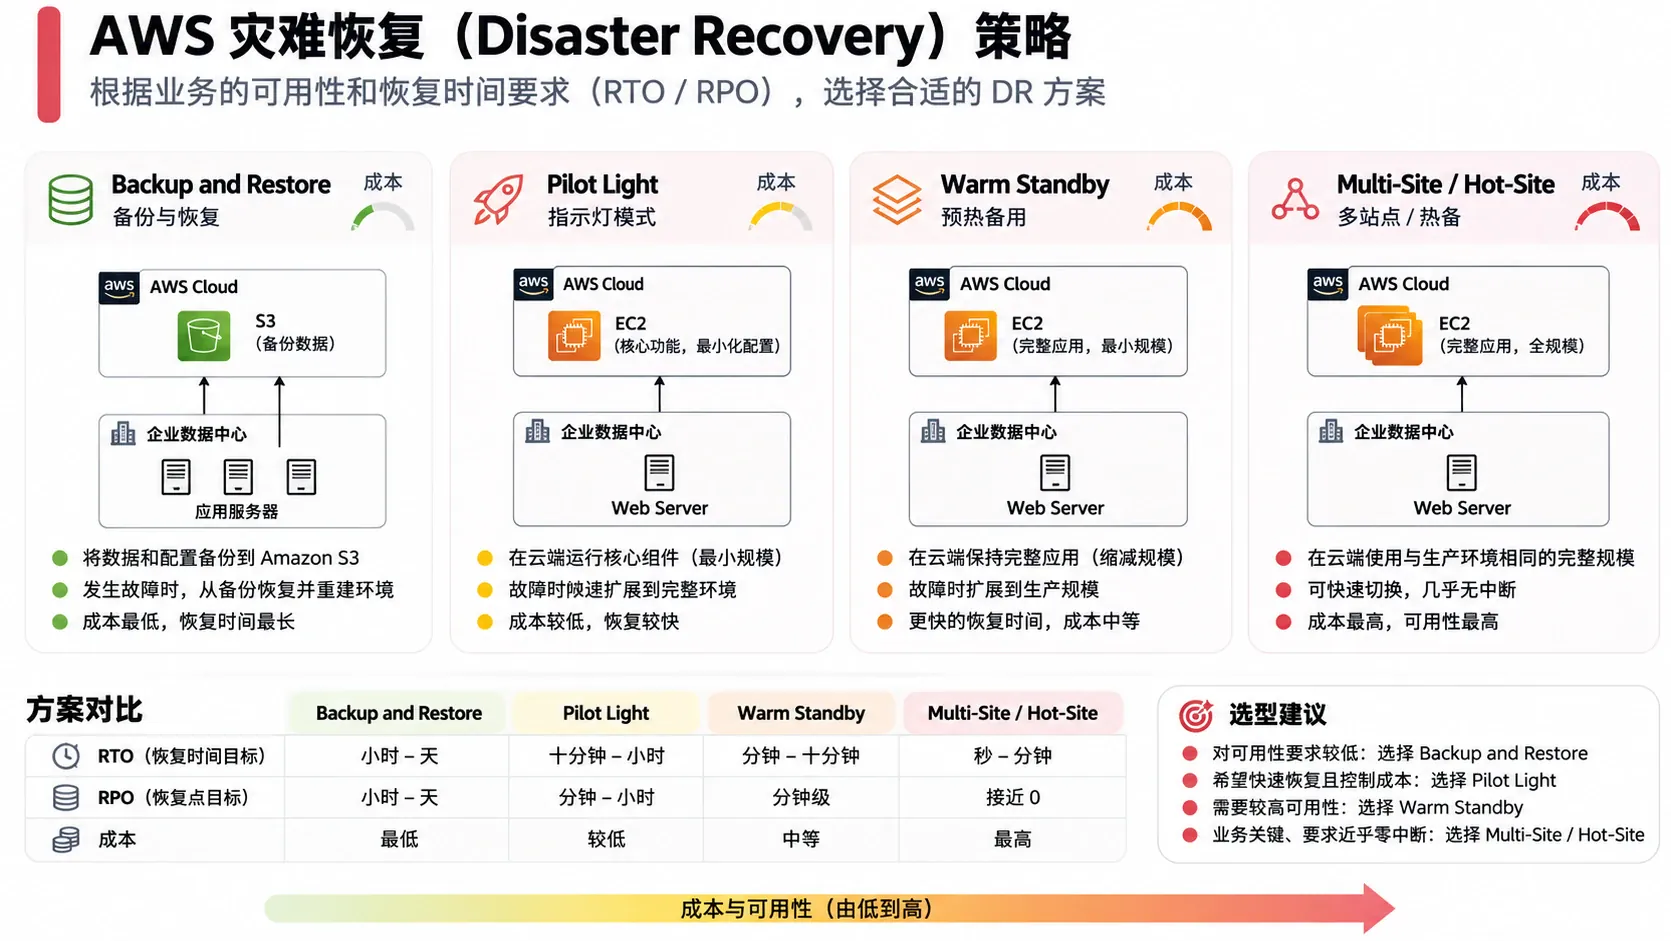 AWS 灾难恢复（Disaster Recovery）策略
根据业务的可用性和恢复时间要求（RTO / RPO），选择合适的 DR 方案
Backup and Restore
备份与恢复
成本
aws
AWS Cloud
S3
（备份数据）
企业数据中心
应用服务器
将数据和配置备份到 Amazon S3
发生故障时，从备份恢复并重建环境
成本最低，恢复时间最长
Pilot Light
指示灯模式
成本
aws
AWS Cloud
EC2
（核心功能，最小化配置）
企业数据中心
Web Server
在云端运行核心组件（最小规模）
故障时候速扩展到完整环境
成本较低，恢复较快
Warm Standby
预热备用
成本
aws
AWS Cloud
EC2
（完整应用，最小规模）
企业数据中心
Web Server
在云端保持完整应用（缩减规模）
故障时扩展到生产规模
更快的恢复时间，成本中等
Multi-Site / Hot-Site
多站点 / 热备
成本
aws
AWS Cloud
EC2
（完整应用，全规模）
企业数据中心
Web Server
在云端使用与生产环境相同的完整规模
可快速切换，几乎无中断
成本最高，可用性最高
方案对比
Backup and Restore
Pilot Light
Warm Standby
Multi-Site / Hot-Site
RTO（恢复时间目标）
小时 – 天
十分钟 – 小时
分钟 – 十分钟
秒 – 分钟
RPO（恢复点目标）
小时 – 天
分钟 – 小时
分钟级
接近 0
成本
最低
较低
中等
最高
选型建议
对可用性要求较低：选择 Backup and Restore
希望快速恢复且控制成本：选择 Pilot Light
需要较高可用性：选择 Warm Standby
业务关键、要求近乎零中断：选择 Multi-Site / Hot-Site
成本与可用性（由低到高）